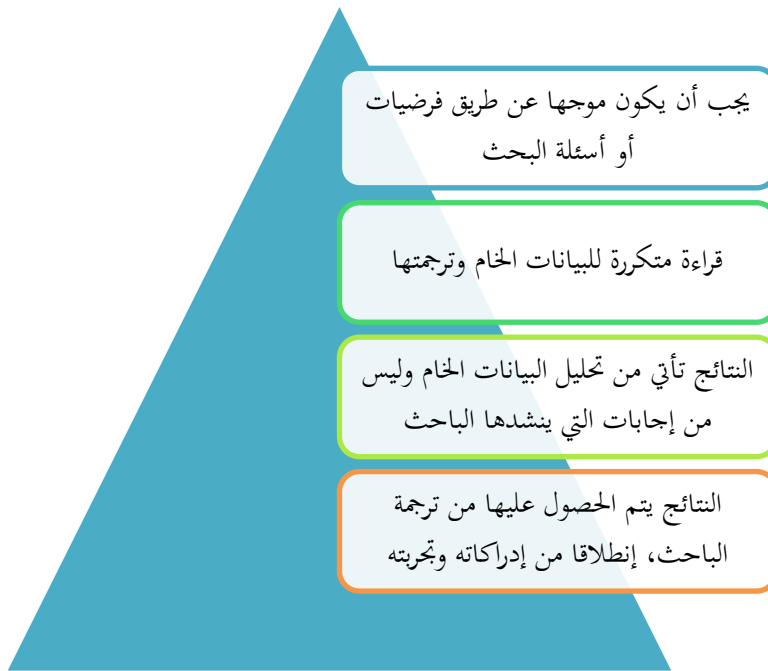 يجب أن يكون موجها عن طريق فرضيات
أو أسئلة البحث
قراءة متكررة للبيانات الخام وترجمتها
النتائج تأتي من تحليل البيانات الخام وليس
من إجابات التي ينشدها الباحث
النتائج يتم الحصول عليها من ترجمة
الباحث، إنطلاقا من إدراكاته وتجربته